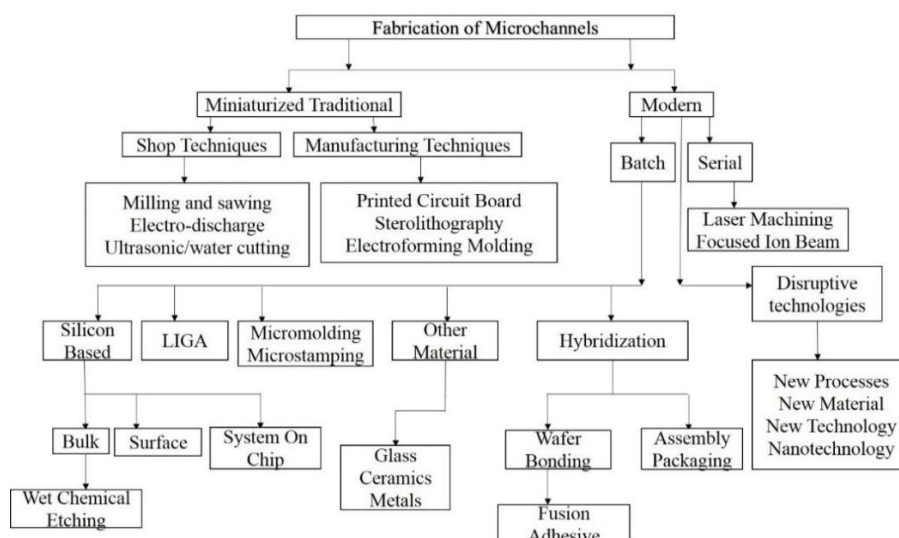 Fabrication of Microchannels
Miniaturized Traditional
Modern
Shop Techniques
Manufacturing Techniques
Batch
Serial
Milling and sawing
Electro-discharge
Ultrasonic/water cutting
Printed Circuit Board
Sterolithography
Electroforming Molding
Laser Machining
Focused Ion Beam
Disruptive
technologies
Silicon
Based
LIGA
Micromolding
Microstamping
Other
Material
Hybridization
New Processes
New Material
New Technology
Nanotechnology
Bulk
Surface
System On
Chip
Glass
Ceramics
Metals
Wafer
Bonding
Assembly
Packaging
Wet Chemical
Etching
Fusion
Adhesive